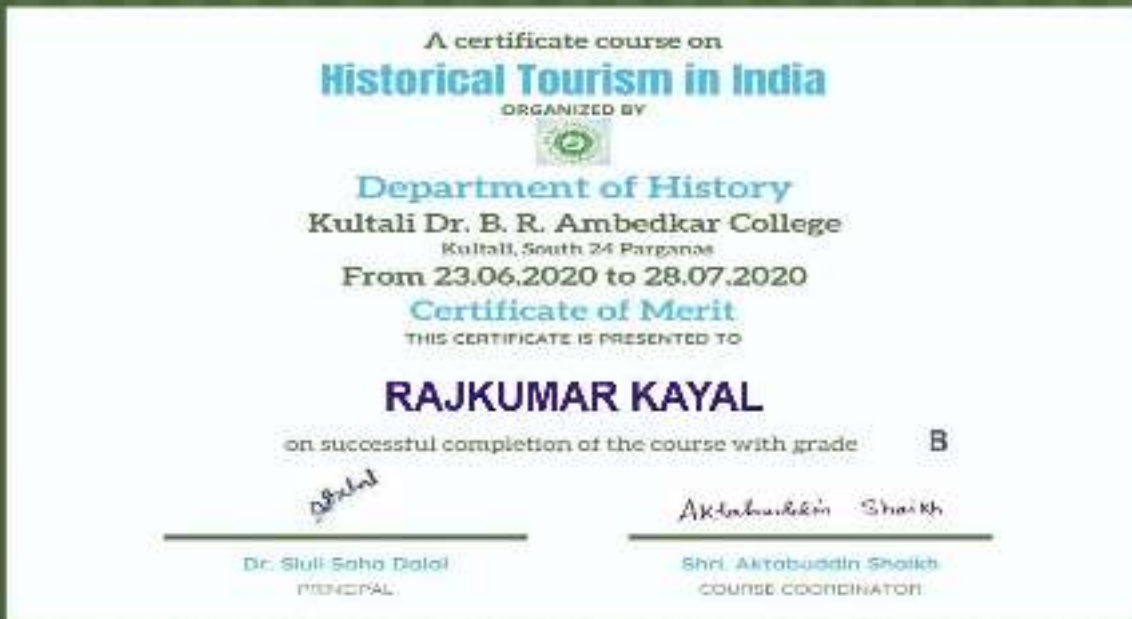 A certificate course on
Historical Tourism in India
ORGANIZED BY
Department of History
Kultali Dr. B. R. Ambedkar College
Kultali, South 24 Parganas
From 23.06.2020 to 28.07.2020
Certificate of Merit
THIS CERTIFICATE IS PRESENTED TO
RAJKUMAR KAYAL
on successful completion of the course with grade B
Aktabuddin Shaikh
Dr. Siuli Saha Dalal
Shri. Aktabuddin Shaikh
PRINCIPAL
COURSE COORDINATOR